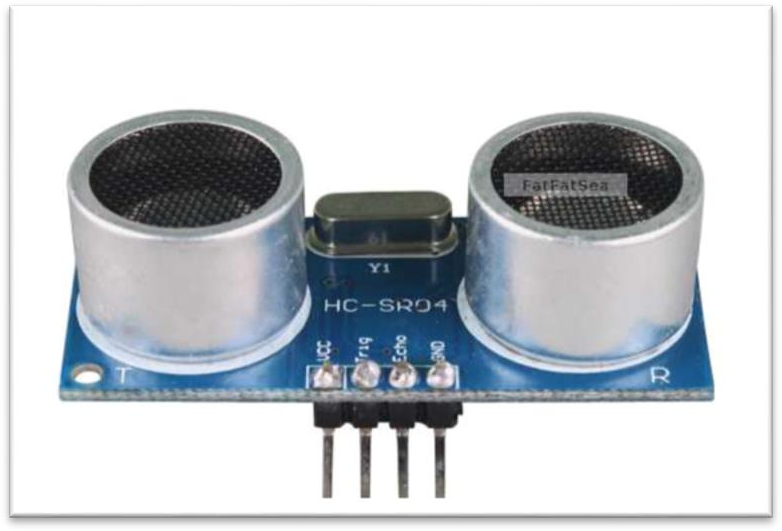 FatFatSea
Y1
HC-SR04
VCC Trig Echo GND
T R